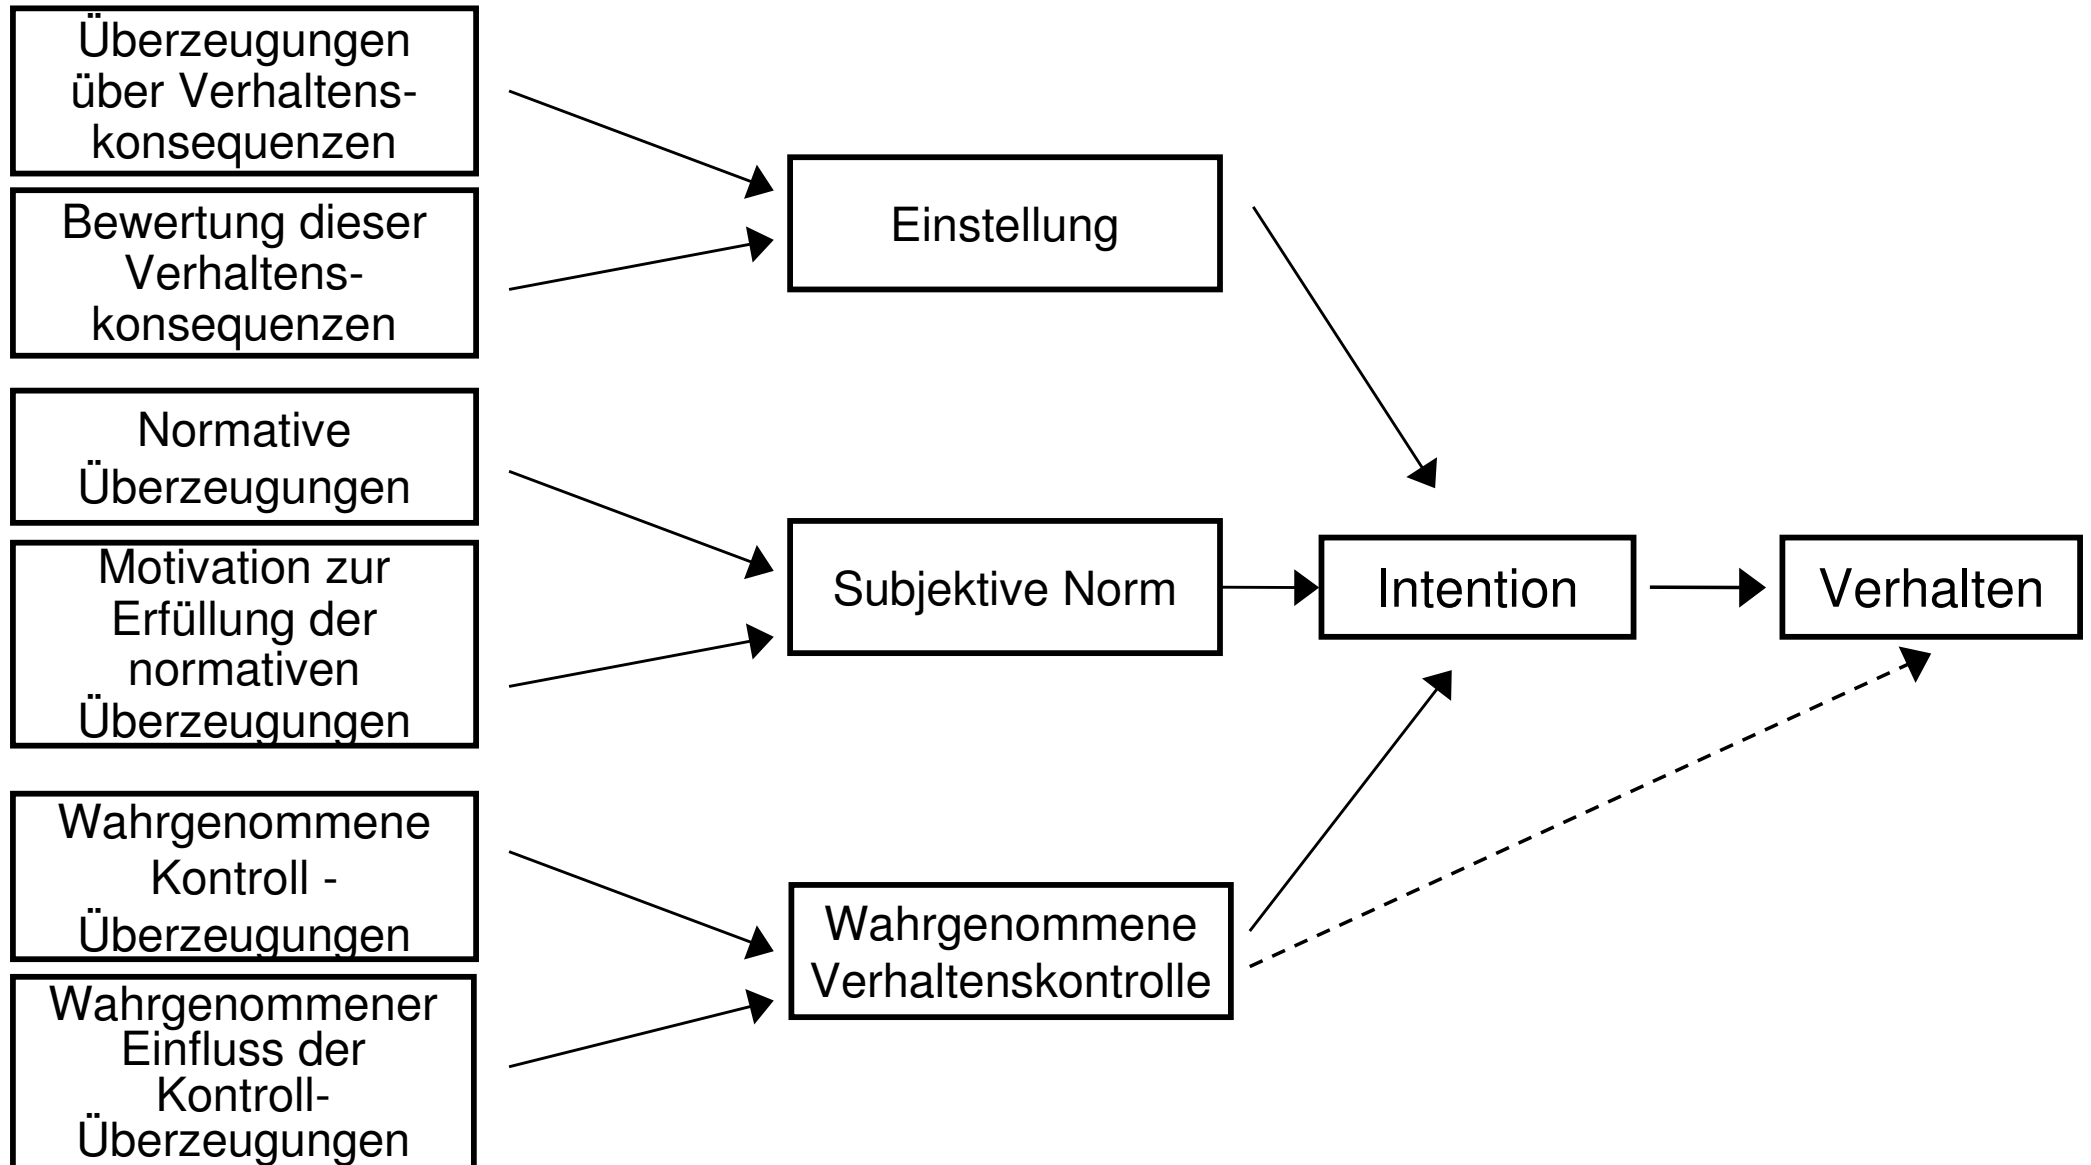 Überzeugungen
über Verhaltens-
konsequenzen
Bewertung dieser
Verhaltens-
konsequenzen
Normative
Überzeugungen
Motivation zur
Erfüllung der
normativen
Überzeugungen
Wahrgenommene
Kontroll -
Überzeugungen
Wahrgenommener
Einfluss der
Kontroll-
Überzeugungen
Einstellung
Subjektive Norm
Wahrgenommene
Verhaltenskontrolle
Intention
Verhalten